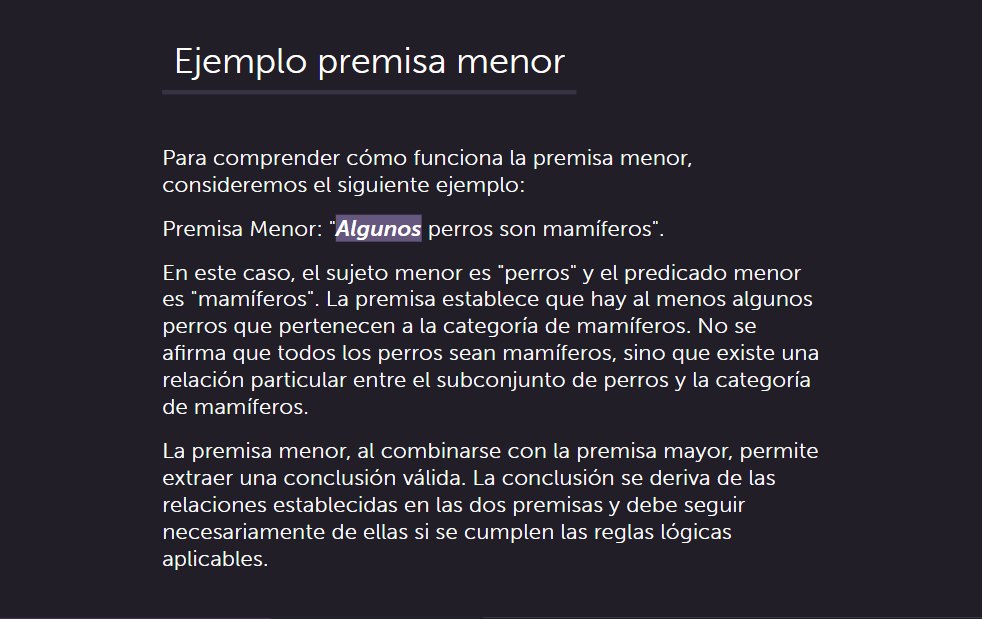 Ejemplo premisa menor
Para comprender cómo funciona la premisa menor,
consideremos el siguiente ejemplo:
Premisa Menor: "Algunos perros son mamíferos".
En este caso, el sujeto menor es "perros" y el predicado menor
es "mamíferos". La premisa establece que hay al menos algunos
perros que pertenecen a la categoría de mamíferos. No se
afirma que todos los perros sean mamíferos, sino que existe una
relación particular entre el subconjunto de perros y la categoría
de mamíferos.
La premisa menor, al combinarse con la premisa mayor, permite
extraer una conclusión válida. La conclusión se deriva de las
relaciones establecidas en las dos premisas y debe seguir
necesariamente de ellas si se cumplen las reglas lógicas
aplicables.